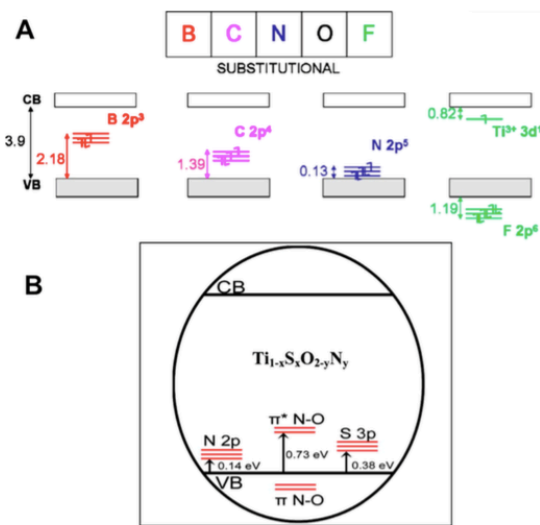 A
B C N O F
SUBSTITUTIONAL
CB
3.9
VB
2.18
B 2p³
1.39
C 2p⁴
0.13
N 2p⁵
0.82
Ti³⁺ 3d¹
1.19
F 2p⁶
B
CB
Ti₁₋ₓSₓO₂₋ᵧNᵧ
N 2p
0.14 eV
π* N-O
0.73 eV
S 3p
0.38 eV
VB
π N-O